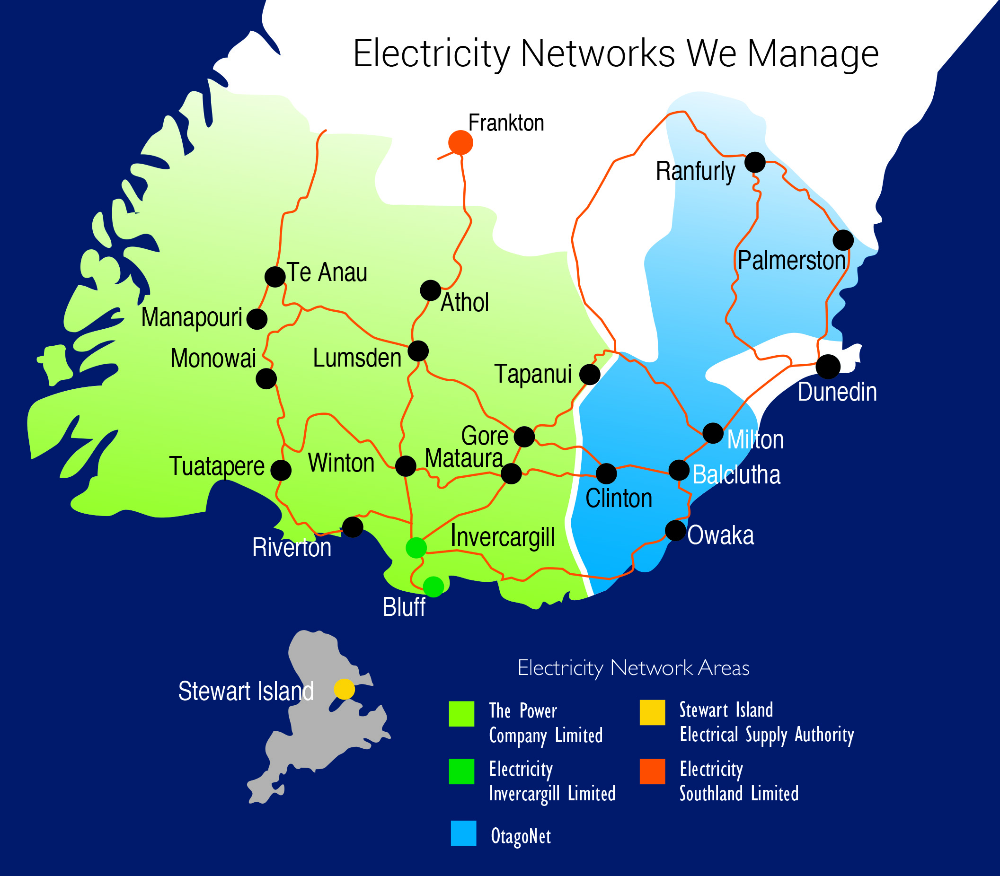 Electricity Networks We Manage
Frankton
Ranfurly
Palmerston
Te Anau
Athol
Manapouri
Monowai
Lumsden
Tapanui
Dunedin
Gore
Milton
Mataura
Winton
Tuatapere
Balclutha
Clinton
Invercargill
Owaka
Riverton
Bluff
Stewart Island
Electricity Network Areas
The Power
Company Limited
Stewart Island
Electrical Supply Authority
Electricity
Invercargill Limited
Electricity
Southland Limited
OtagoNet